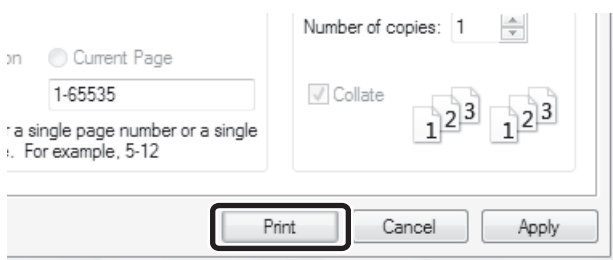 Number of copies: 1
on Current Page
1-65535
Collate
1 2 3 1 2 3
r a single page number or a single
e. For example, 5-12
Print Cancel Apply